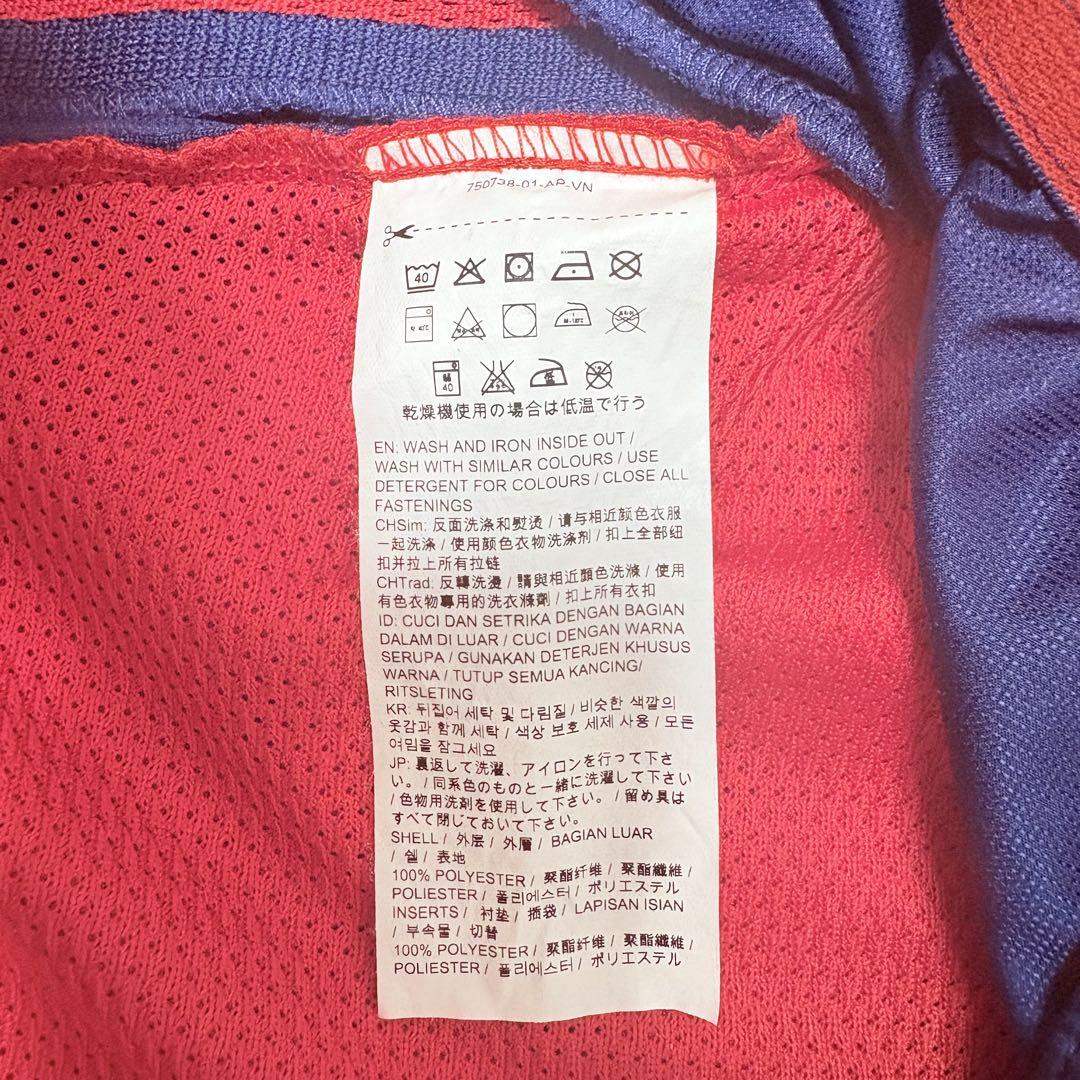 750738-01-AP-VN
40
40
低
乾燥機使用の場合は低温で行う
EN: WASH AND IRON INSIDE OUT /
WASH WITH SIMILAR COLOURS / USE
DETERGENT FOR COLOURS / CLOSE ALL
FASTENINGS
CHSim: 反面洗涤和熨烫 / 请与相近颜色衣服
一起洗涤 / 使用颜色衣物洗涤剂 / 扣上全部纽
扣并拉上所有拉链
CHTrad: 反轉洗燙 / 請與相近顏色洗滌 / 使用
有色衣物專用的洗衣滌劑 / 扣上所有衣扣
ID: CUCI DAN SETRIKA DENGAN BAGIAN
DALAM DI LUAR / CUCI DENGAN WARNA
SERUPA / GUNAKAN DETERJEN KHUSUS
WARNA / TUTUP SEMUA KANCING/
RITSLETING
KR: 뒤집어 세탁 및 다림질 / 비슷한 색깔의
옷감과 함께 세탁 / 색상 보호 세제 사용 / 모든
여밈을 잠그세요
JP: 裏返して洗濯、アイロンを行って下さ
い。 / 同系色のものと一緒に洗濯して下さい
/ 色物用洗剤を使用して下さい。 / 留め具は
すべて閉じておいて下さい。
SHELL / 外层 / 外層 / BAGIAN LUAR
/ 쉘 / 表地
100% POLYESTER / 聚酯纤维 / 聚酯纖維 /
POLIESTER / 폴리에스터 / ポリエステル
INSERTS / 衬垫 / 插袋 / LAPISAN ISIAN
/ 부속물 / 切替
100% POLYESTER / 聚酯纤维 / 聚酯纖維 /
POLIESTER / 폴리에스터 / ポリエステル